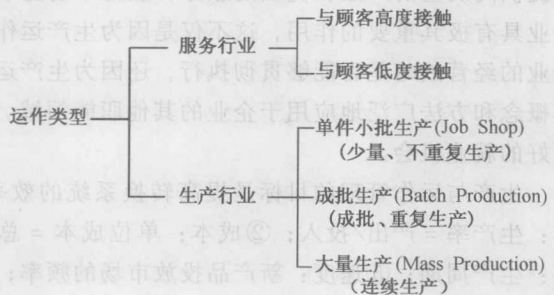 服务行业
与顾客高度接触
与顾客低度接触
运作类型
单件小批生产(Job Shop)
(少量、不重复生产)
生产行业
成批生产(Batch Production)
(成批、重复生产)
大量生产(Mass Production)
(连续生产)